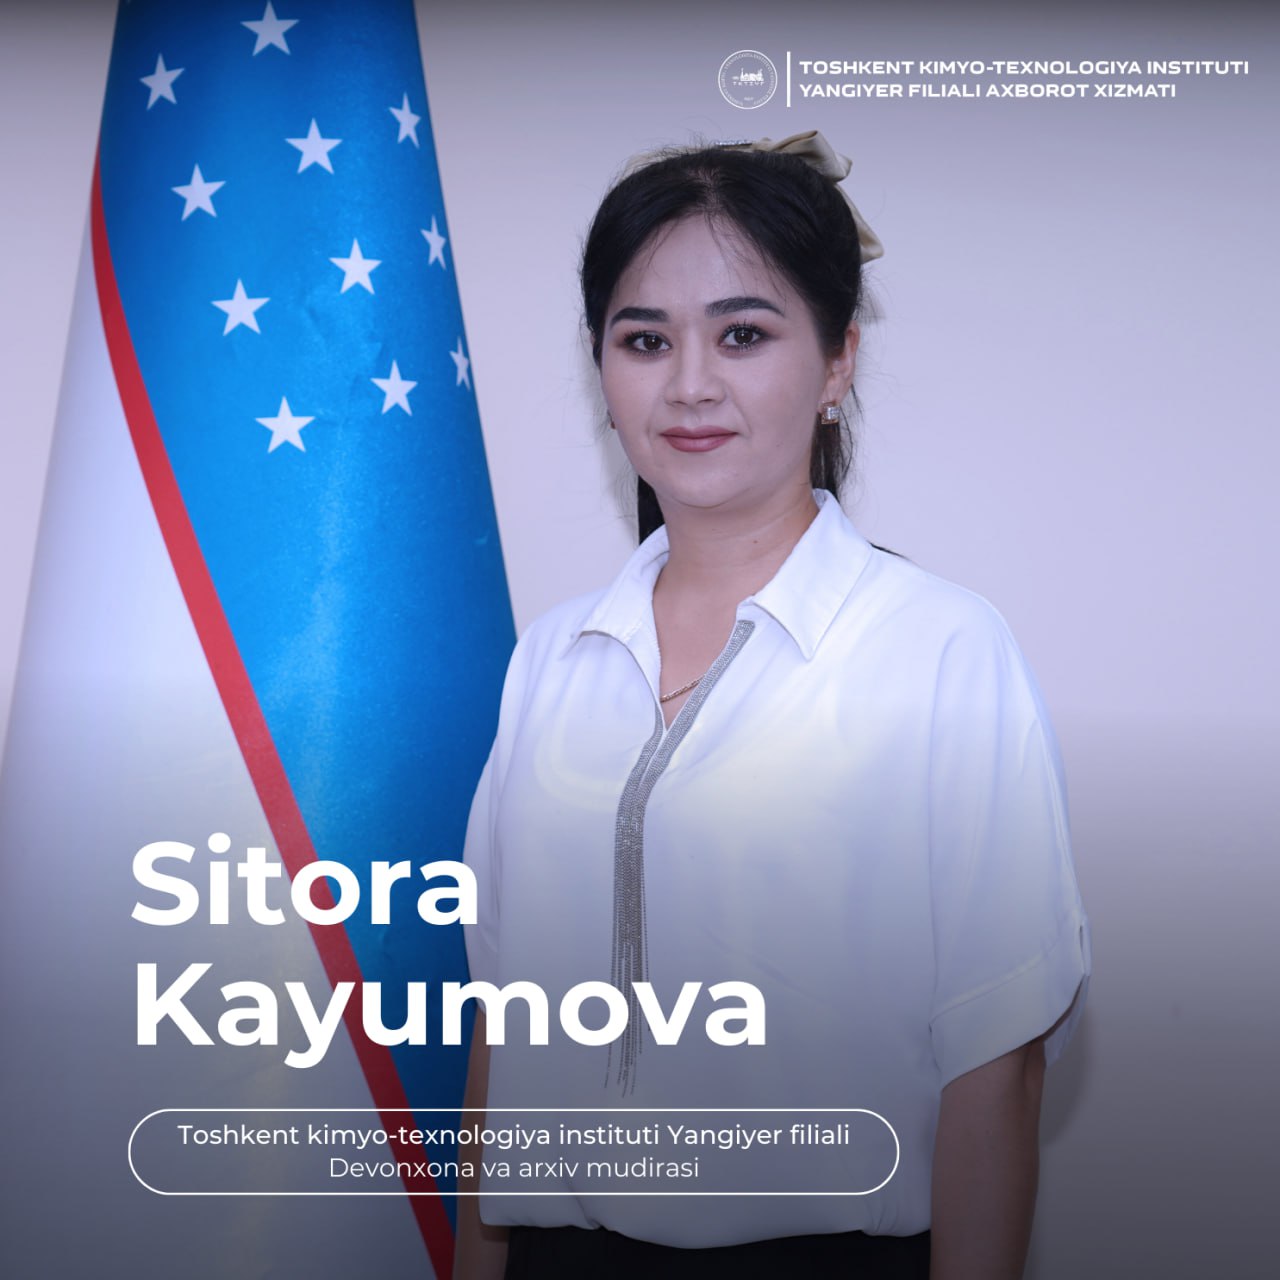 TOSHKENT KIMYO-TEXNOLOGIYA INSTITUTI
YANGIYER FILIALI AXBOROT XIZMATI
Sitora
Kayumova
Toshkent kimyo-texnologiya instituti Yangiyer filiali
Devonxona va arxiv mudirasi